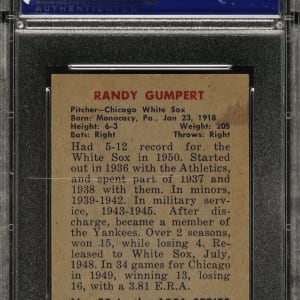 AUTHENTICATORS
RANDY GUMPERT
Pitcher—Chicago White Sox
Born: Monocacy, Pa., Jan 23, 1918
Height: 6-3 Weight: 205
Bats: Right Throws: Right
Had 5-12 record for the
White Sox in 1950. Started
out in 1936 with the Athletics,
and spent part of 1937 and
1938 with them. In minors,
1939-1942. In military serv-
ice, 1943-1945. After dis-
charge, became a member of
the Yankees. Over 2 seasons,
won 15, while losing 4. Re-
leased to White Sox, July,
1948. In 34 games for Chicago
in 1949, winning 13, losing
16, with a 3.81 E.R.A.